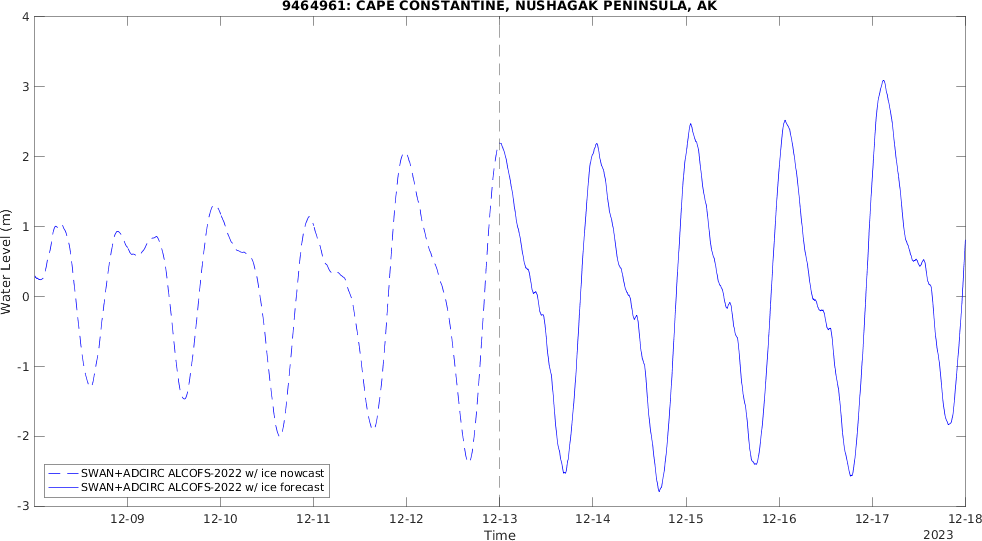 9464961: CAPE CONSTANTINE, NUSHAGAK PENINSULA, AK
4
3
2
1
0
-1
-2
-3
Water Level (m)
SWAN+ADCIRC ALCOFS-2022 w/ ice nowcast
SWAN+ADCIRC ALCOFS-2022 w/ ice forecast
12-09 12-10 12-11 12-12 12-13 12-14 12-15 12-16 12-17 12-18
Time
2023